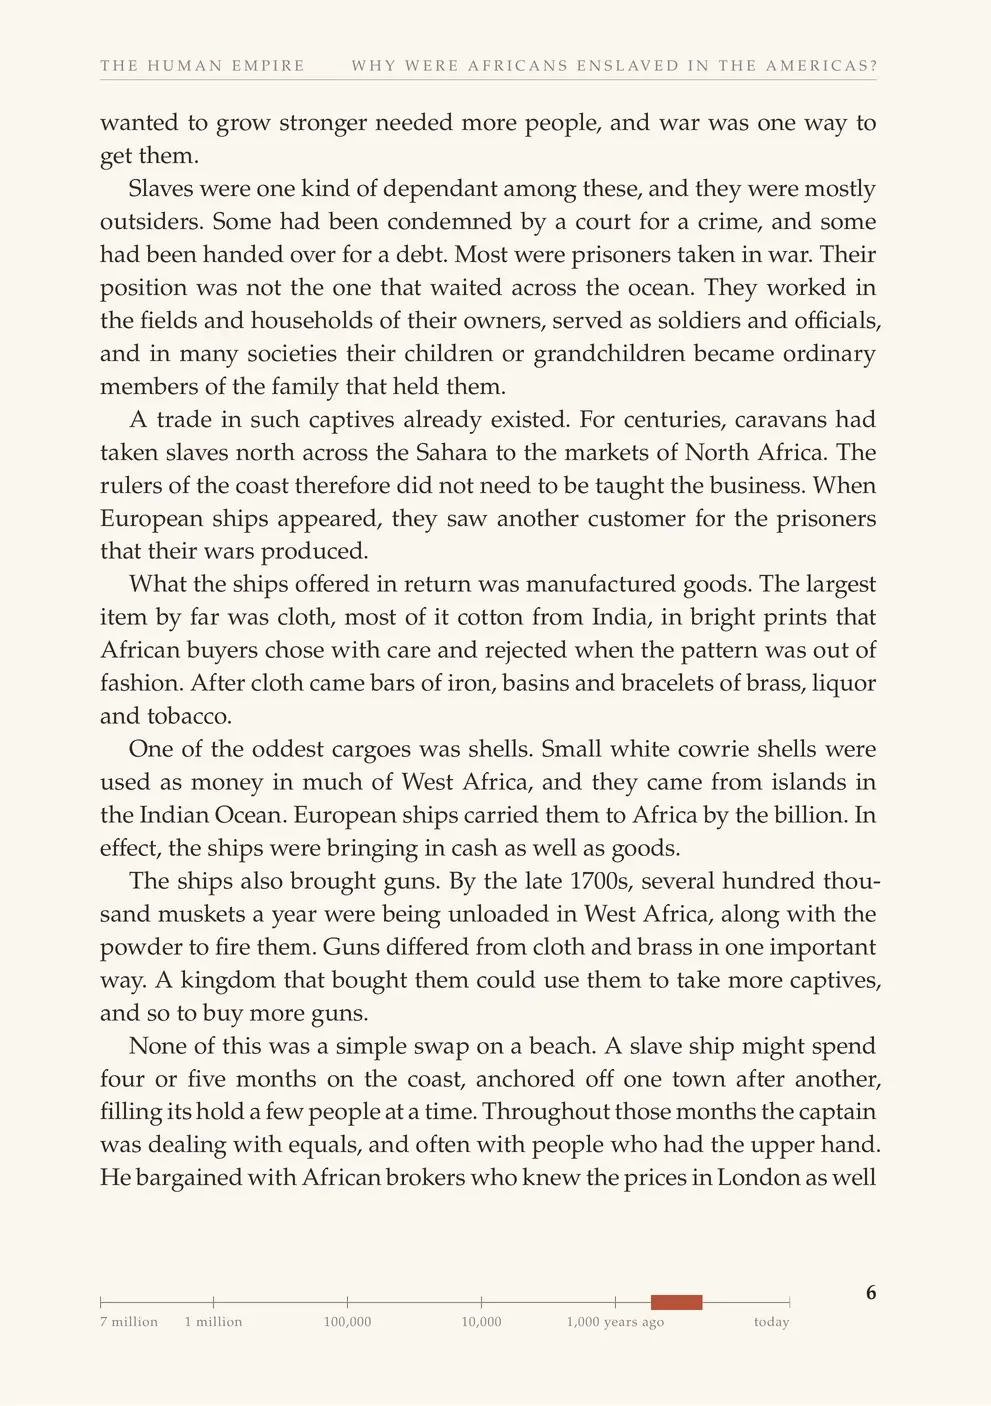 THE HUMAN EMPIRE WHY WERE AFRICANS ENSLAVED IN THE AMERICAS?
wanted to grow stronger needed more people, and war was one way to
get them.
Slaves were one kind of dependant among these, and they were mostly
outsiders. Some had been condemned by a court for a crime, and some
had been handed over for a debt. Most were prisoners taken in war. Their
position was not the one that waited across the ocean. They worked in
the fields and households of their owners, served as soldiers and officials,
and in many societies their children or grandchildren became ordinary
members of the family that held them.
A trade in such captives already existed. For centuries, caravans had
taken slaves north across the Sahara to the markets of North Africa. The
rulers of the coast therefore did not need to be taught the business. When
European ships appeared, they saw another customer for the prisoners
that their wars produced.
What the ships offered in return was manufactured goods. The largest
item by far was cloth, most of it cotton from India, in bright prints that
African buyers chose with care and rejected when the pattern was out of
fashion. After cloth came bars of iron, basins and bracelets of brass, liquor
and tobacco.
One of the oddest cargoes was shells. Small white cowrie shells were
used as money in much of West Africa, and they came from islands in
the Indian Ocean. European ships carried them to Africa by the billion. In
effect, the ships were bringing in cash as well as goods.
The ships also brought guns. By the late 1700s, several hundred thou-
sand muskets a year were being unloaded in West Africa, along with the
powder to fire them. Guns differed from cloth and brass in one important
way. A kingdom that bought them could use them to take more captives,
and so to buy more guns.
None of this was a simple swap on a beach. A slave ship might spend
four or five months on the coast, anchored off one town after another,
filling its hold a few people at a time. Throughout those months the captain
was dealing with equals, and often with people who had the upper hand.
He bargained with African brokers who knew the prices in London as well
6
7 million 1 million 100,000 10,000 1,000 years ago today